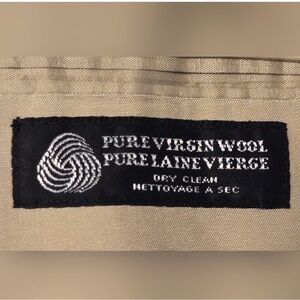 PURE VIRGIN WOOL
PURE LAINE VIERGE
DRY CLEAN
NETTOYAGE A SEC